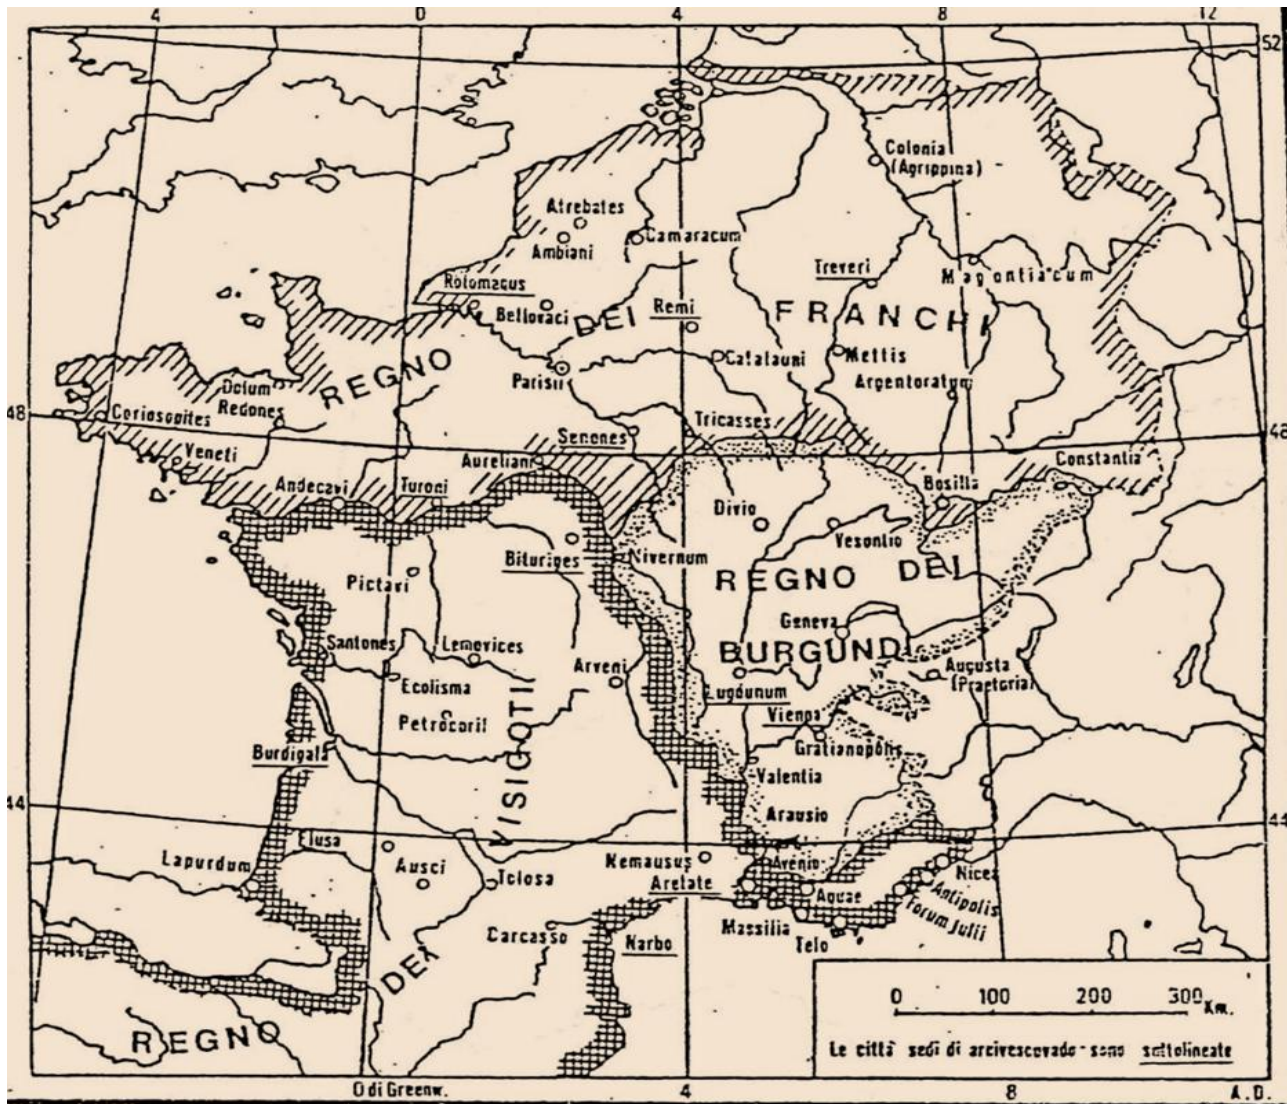 4 0 4 8 12
52
Colonia
(Agrippina)
Atrebates
Ambiani
Camaracum
Treveri
Magontiacum
Rotomagus
Bellovaci
DEI
Remi
FRANCHI
REGNO
Parisii
Catalauni
Mettis
Argentoratum
Dolum
Redones
48
Coriosopites
Veneti
Senones
Tricasses
48
Aureliani
Constantia
Andecavi
Turoni
Basilia
Divio
Vesontio
Bituriges
Nivernum
REGNO DEI
Pictavi
Geneva
BURGUNDI
Santones
Lemovices
Arveni
Augusta
(Praetoria)
Ecolisma
Lugdunum
Petrocorii
Vienna
VISIGOTI
Gratianopolis
Burdigala
Valentia
44
Arausio
44
Elusa
Lapurdum
Ausci
Tolosa
Nemausus
Avenio
Nicea
Arelate
Aquae
Antipolis
Forum Julii
Carcasso
Narbo
Massilia
Telo
DEI
REGNO
0 100 200 300 Km.
Le città sedi di arcivescovado sono sottolineate
0 di Greenw. 4 8 A.D.